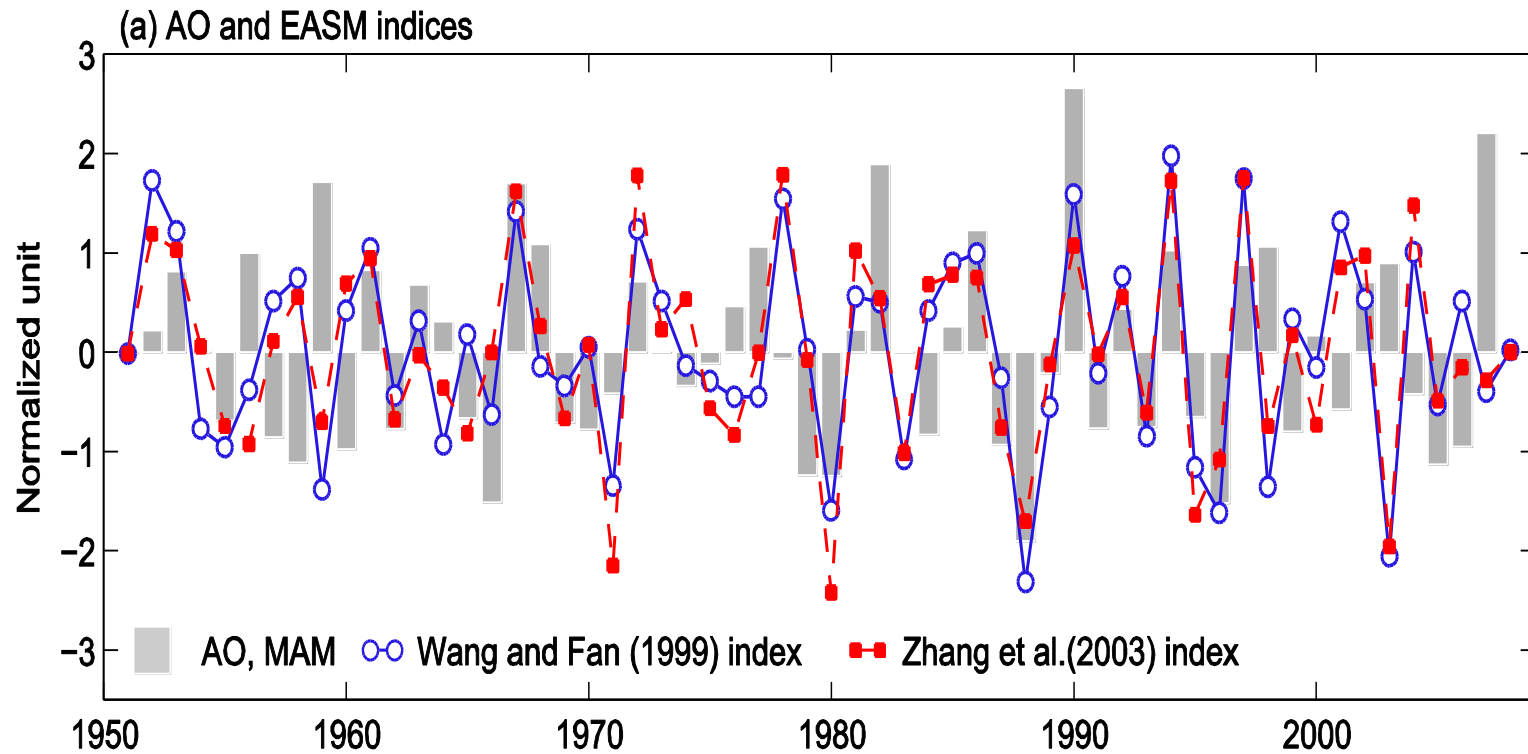 (a) AO and EASM indices
3
2
1
0
−1
−2
−3
Normalized unit
AO, MAM Wang and Fan (1999) index Zhang et al.(2003) index
1950 1960 1970 1980 1990 2000